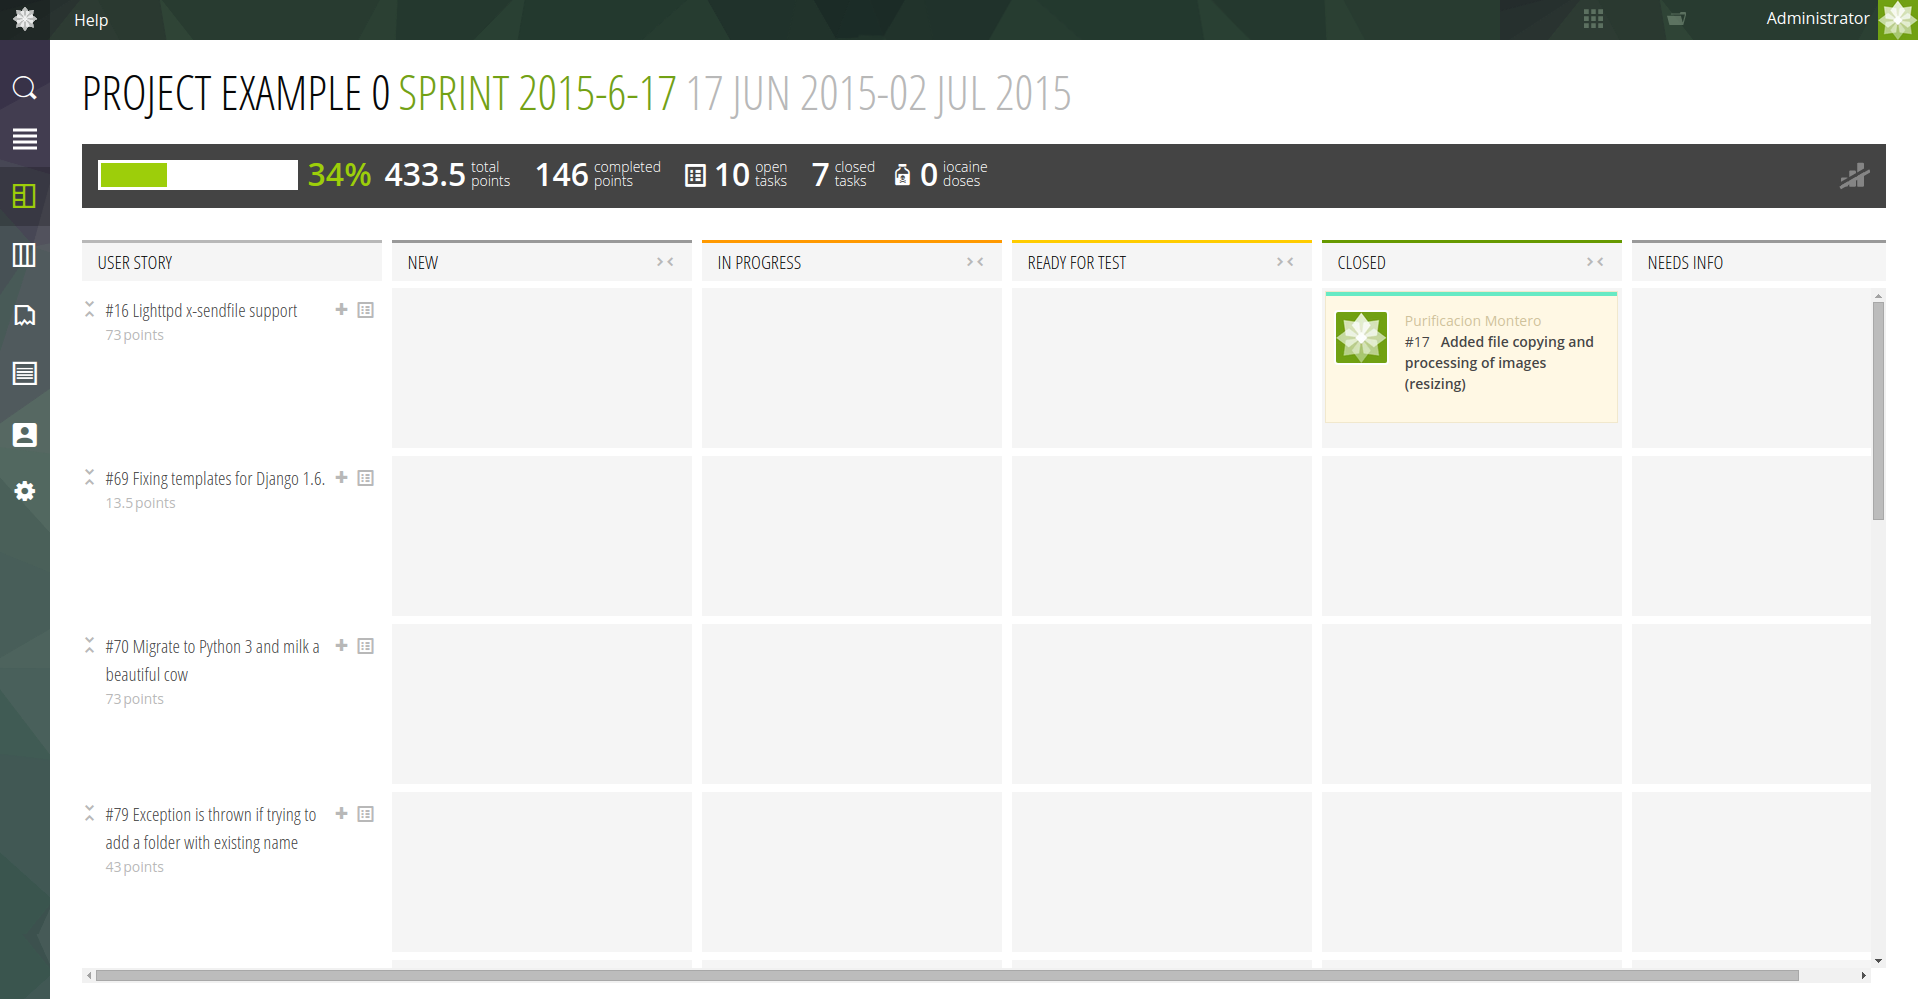 Help
Administrator
PROJECT EXAMPLE 0 SPRINT 2015-6-17 17 JUN 2015-02 JUL 2015
34% 433.5 total points 146 completed points 10 open tasks 7 closed tasks 0 iocaine doses
USER STORY NEW IN PROGRESS READY FOR TEST CLOSED NEEDS INFO
#16 Lighttpd x-sendfile support
73 points
Purificacion Montero
#17 Added file copying and
processing of images
(resizing)
#69 Fixing templates for Django 1.6.
13.5 points
#70 Migrate to Python 3 and milk a
beautiful cow
73 points
#79 Exception is thrown if trying to
add a folder with existing name
43 points